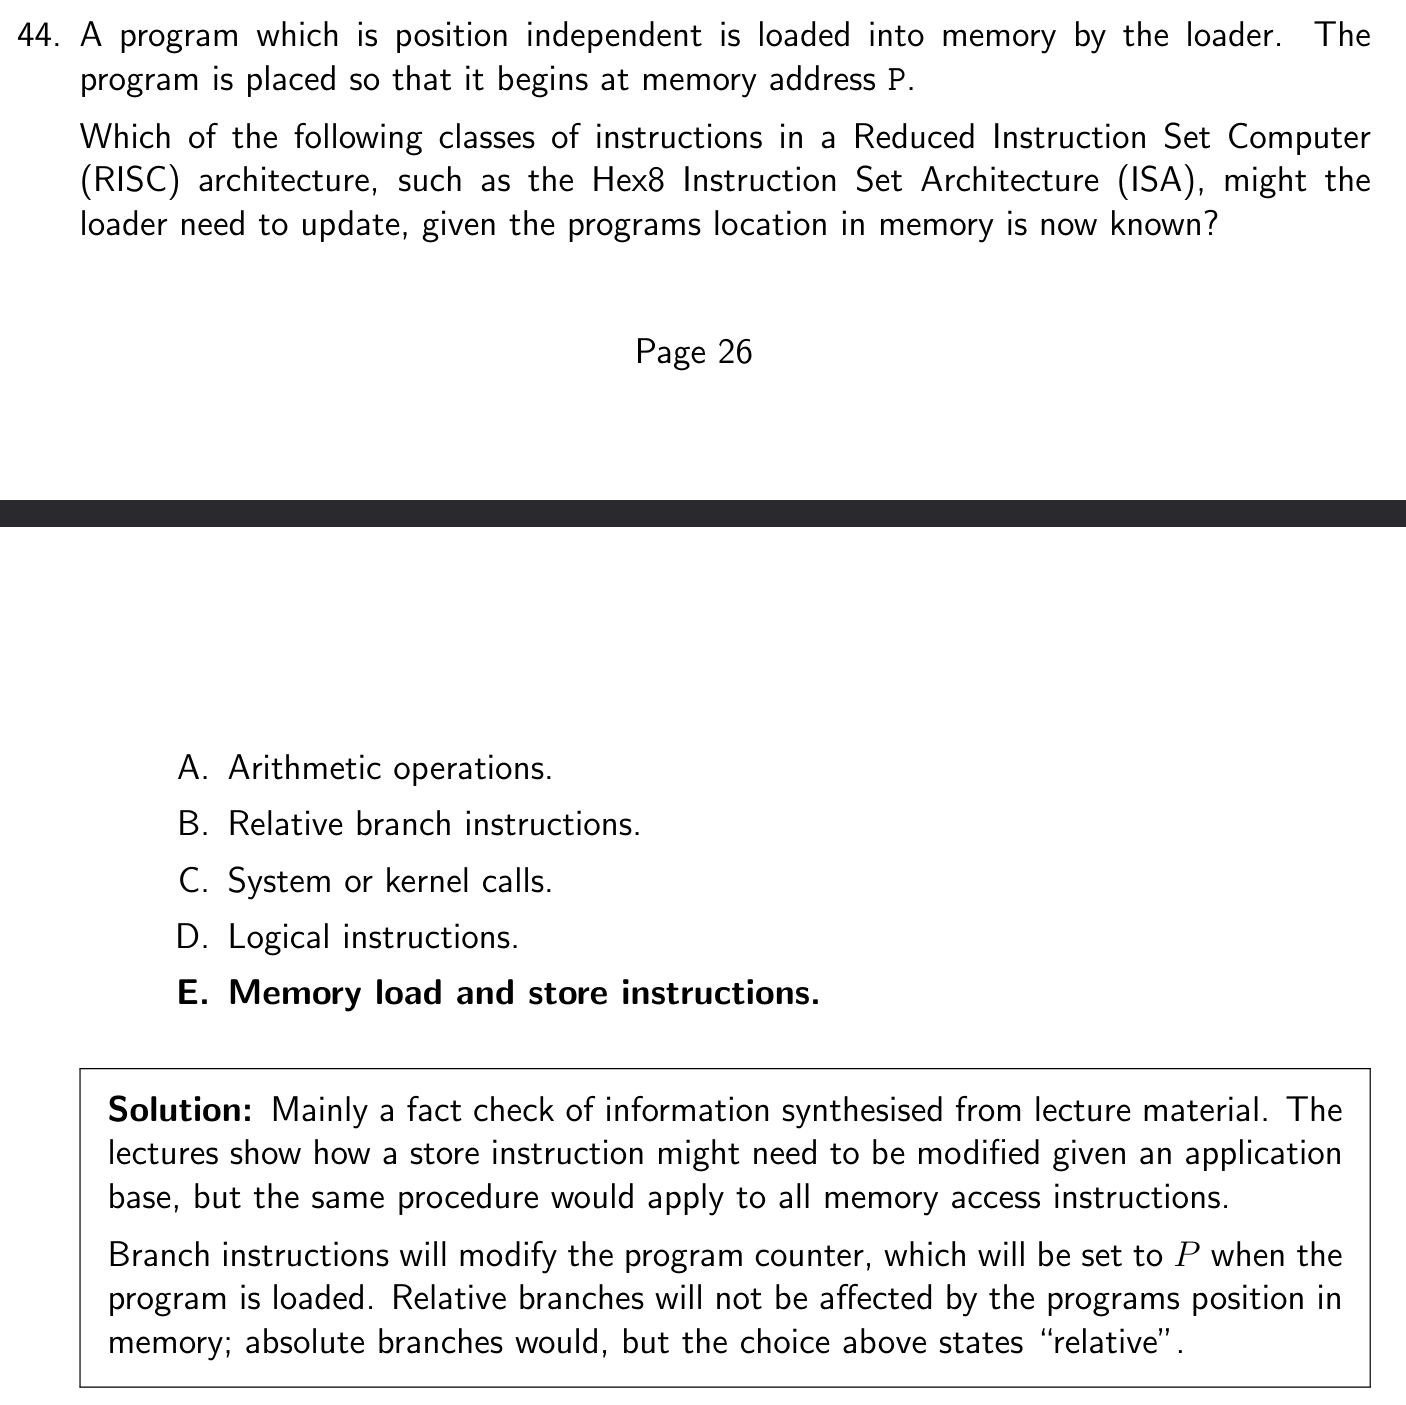 44. A program which is position independent is loaded into memory by the loader. The
program is placed so that it begins at memory address P.
Which of the following classes of instructions in a Reduced Instruction Set Computer
(RISC) architecture, such as the Hex8 Instruction Set Architecture (ISA), might the
loader need to update, given the programs location in memory is now known?
Page 26
A. Arithmetic operations.
B. Relative branch instructions.
C. System or kernel calls.
D. Logical instructions.
E. Memory load and store instructions.
Solution: Mainly a fact check of information synthesised from lecture material. The
lectures show how a store instruction might need to be modified given an application
base, but the same procedure would apply to all memory access instructions.
Branch instructions will modify the program counter, which will be set to P when the
program is loaded. Relative branches will not be affected by the programs position in
memory; absolute branches would, but the choice above states “relative”.